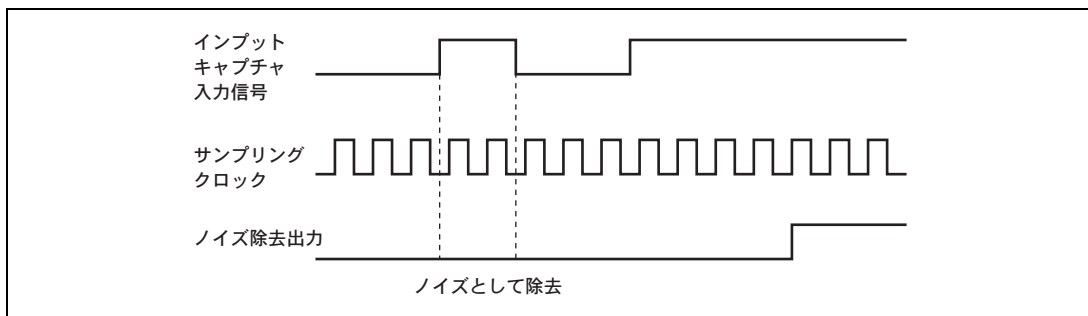 インプット
キャプチャ
入力信号
サンプリング
クロック
ノイズ除去出力
ノイズとして除去